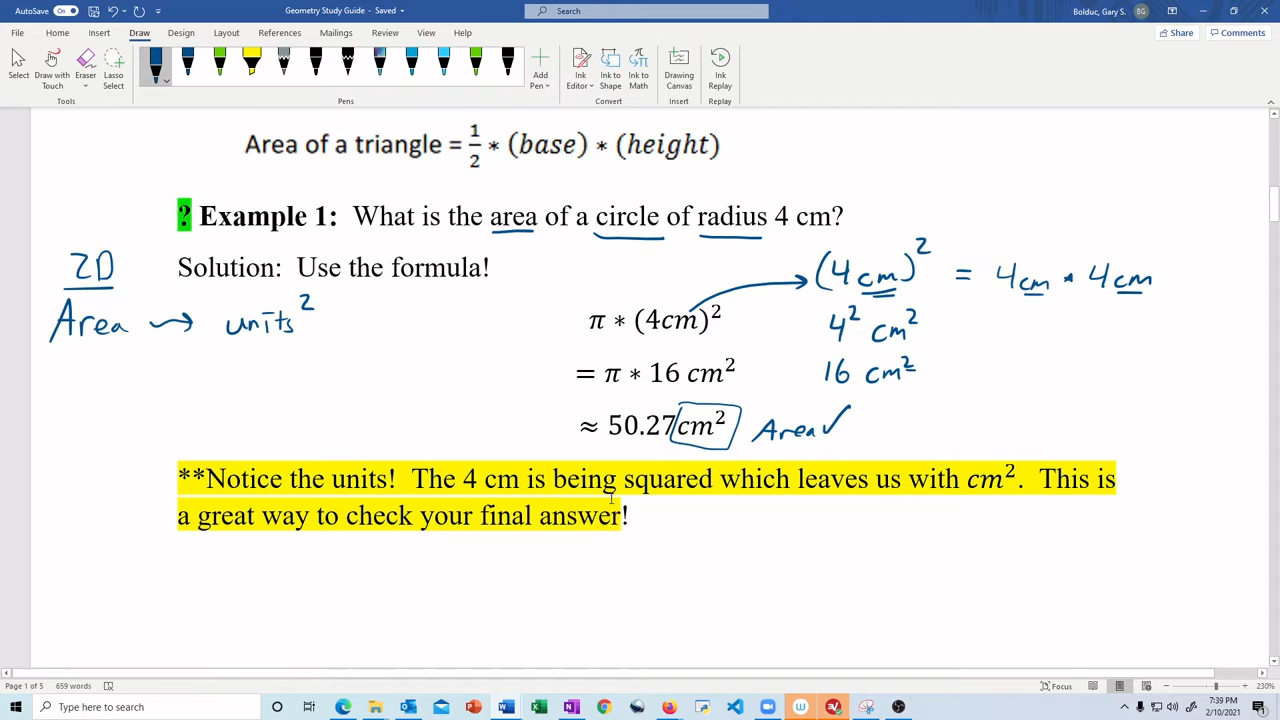 AutoSave On Geometry Study Guide - Saved Search Bolduc, Gary S. BG
File Home Insert Draw Design Layout References Mailings Review View Help Share Comments
Select Draw with Touch Eraser Lasso Select Add Pen Ink Editor Ink to Shape Ink to Math Drawing Canvas Ink Replay
Tools Pens Convert Insert Replay
Area of a triangle = 1/2 * (base) * (height)
? Example 1: What is the area of a circle of radius 4 cm?
2D Solution: Use the formula! (4cm)² = 4cm * 4cm
Area → units² π * (4cm)² 4² cm²
= π * 16 cm² 16 cm²
≈ 50.27cm² Area ✓
**Notice the units! The 4 cm is being squared which leaves us with cm². This is
a great way to check your final answer!
Page 1 of 5 659 words Focus 230%
Type here to search 7:39 PM
2/10/2021